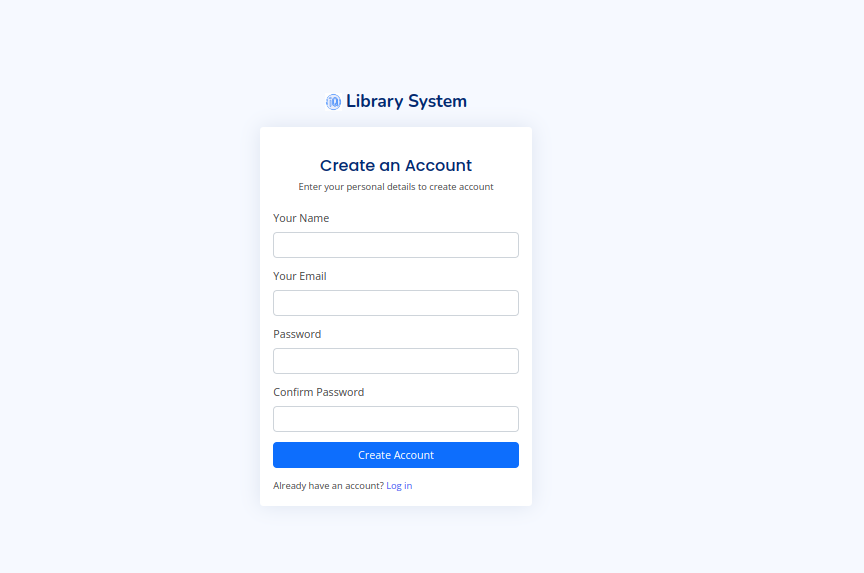 Library System
Create an Account
Enter your personal details to create account
Your Name
Your Email
Password
Confirm Password
Create Account
Already have an account? Log in